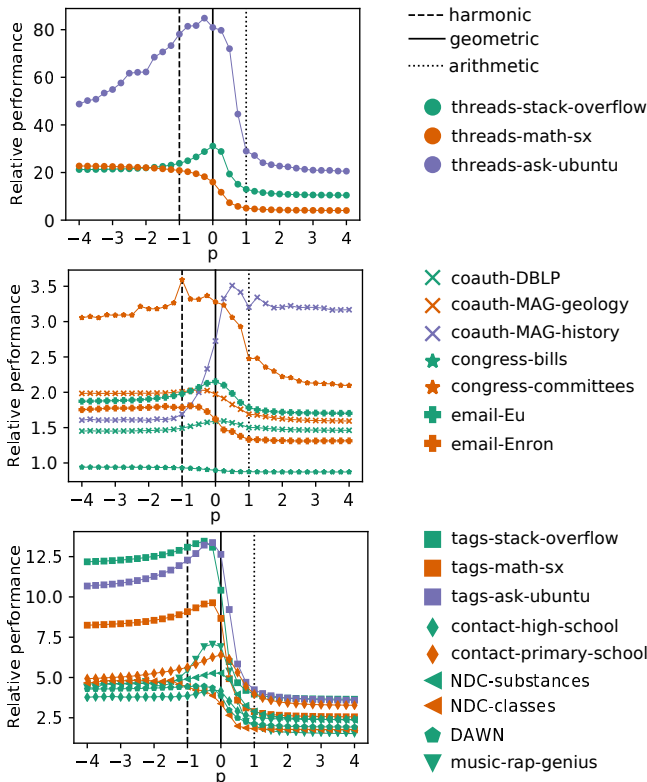 80
60
40
20
0
−4 −3 −2 −1 0 1 2 3 4
p
Relative performance
harmonic
geometric
arithmetic
threads-stack-overflow
threads-math-sx
threads-ask-ubuntu
3.5
3.0
2.5
2.0
1.5
1.0
−4 −3 −2 −1 0 1 2 3 4
p
Relative performance
coauth-DBLP
coauth-MAG-geology
coauth-MAG-history
congress-bills
congress-committees
email-Eu
email-Enron
12.5
10.0
7.5
5.0
2.5
−4 −3 −2 −1 0 1 2 3 4
p
Relative performance
tags-stack-overflow
tags-math-sx
tags-ask-ubuntu
contact-high-school
contact-primary-school
NDC-substances
NDC-classes
DAWN
music-rap-genius